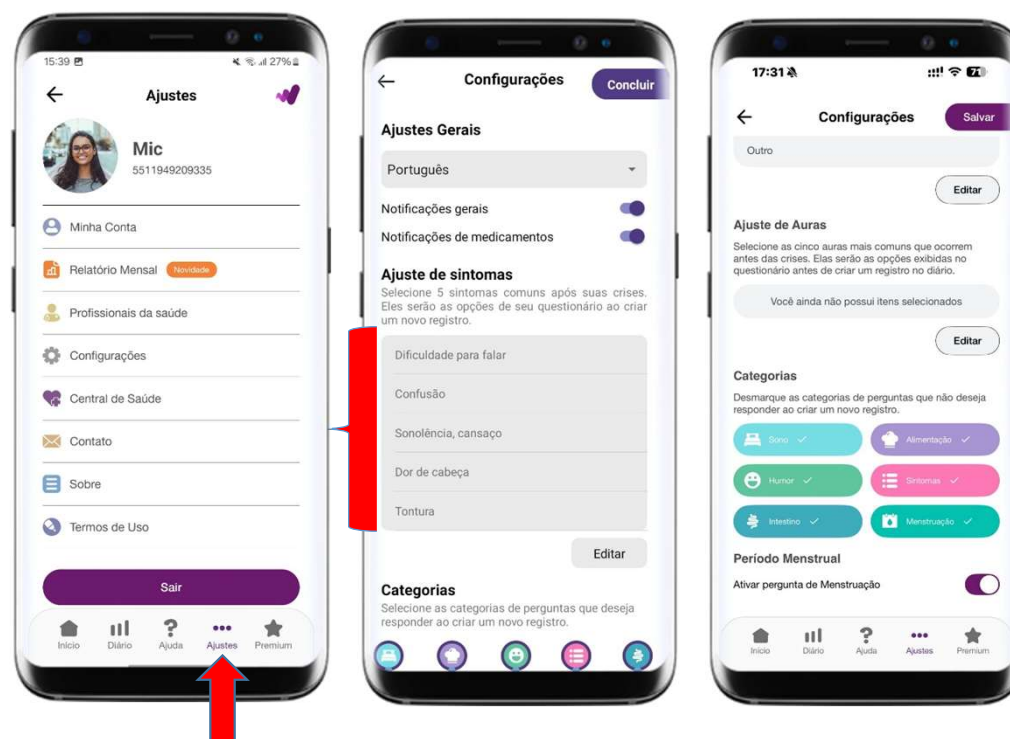 15:39
27%
Ajustes
Mic
5511949209335
Minha Conta
Relatório Mensal Novidade
Profissionais da saúde
Configurações
Central de Saúde
Contato
Sobre
Termos de Uso
Sair
Início Diário Ajuda Ajustes Premium
Configurações Concluir
Ajustes Gerais
Português
Notificações gerais
Notificações de medicamentos
Ajuste de sintomas
Selecione 5 sintomas comuns após suas crises.
Eles serão as opções de seu questionário ao criar
um novo registro.
Dificuldade para falar
Confusão
Sonolência, cansaço
Dor de cabeça
Tontura
Editar
Categorias
Selecione as categorias de perguntas que deseja
responder ao criar um novo registro.
17:31
71
Configurações Salvar
Outro
Editar
Ajuste de Auras
Selecione as cinco auras mais comuns que ocorrem
antes das crises. Elas serão as opções exibidas no
questionário antes de criar um registro no diário.
Você ainda não possui itens selecionados
Editar
Categorias
Desmarque as categorias de perguntas que não deseja
responder ao criar um novo registro.
Sono Alimentação
Humor Sintomas
Intestino Menstruação
Período Menstrual
Ativar pergunta de Menstruação
Início Diário Ajuda Ajustes Premium